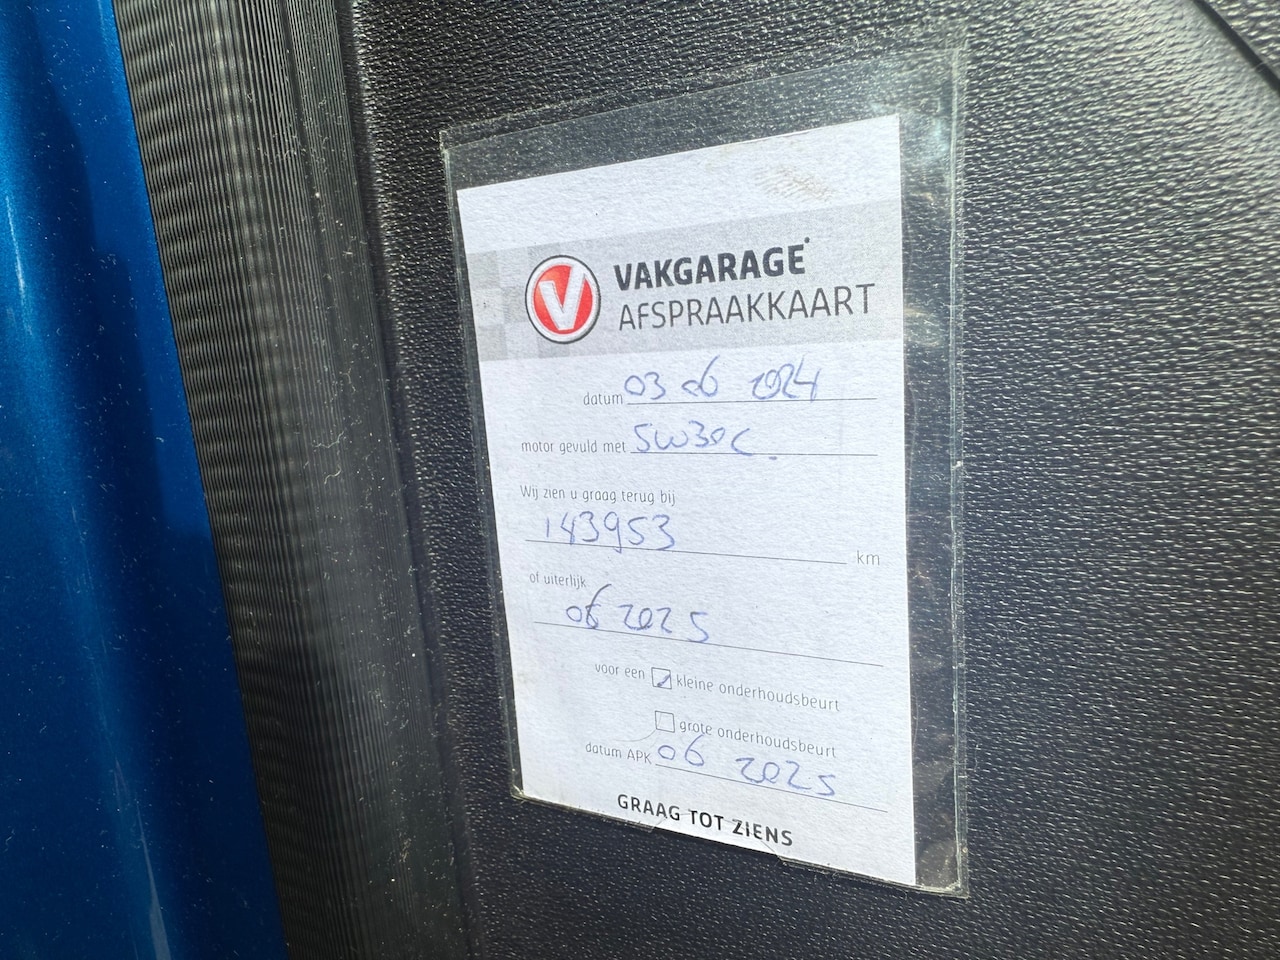 V VAKGARAGE
AFSPRAAKKAART
datum 03 06 2024
motor gevuld met 5W30C.
Wij zien u graag terug bij
143953 km
of uiterlijk
06 2025
voor een kleine onderhoudsbeurt
grote onderhoudsbeurt
datum APK 06 2025
GRAAG TOT ZIENS